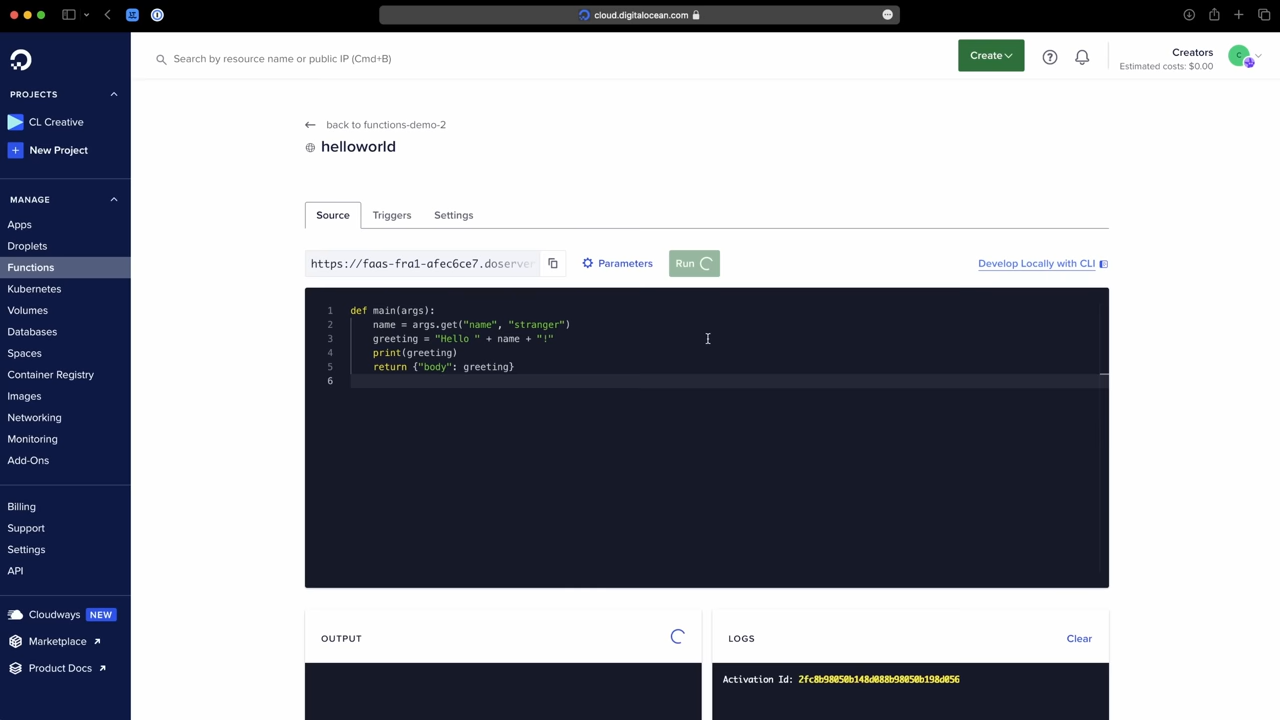 cloud.digitalocean.com
Search by resource name or public IP (Cmd+B)
Create
Creators
Estimated costs: $0.00
C
PROJECTS
CL Creative
New Project
MANAGE
Apps
Droplets
Functions
Kubernetes
Volumes
Databases
Spaces
Container Registry
Images
Networking
Monitoring
Add-Ons
Billing
Support
Settings
API
Cloudways NEW
Marketplace
Product Docs
back to functions-demo-2
helloworld
Source Triggers Settings
https://faas-fra1-afec6ce7.doserve
Parameters
Run
Develop Locally with CLI
1 def main(args):
2 name = args.get("name", "stranger")
3 greeting = "Hello " + name + "!"
4 print(greeting)
5 return {"body": greeting}
6
OUTPUT
LOGS
Clear
Activation Id: 2fc8b98050b148d088b98050b198d056